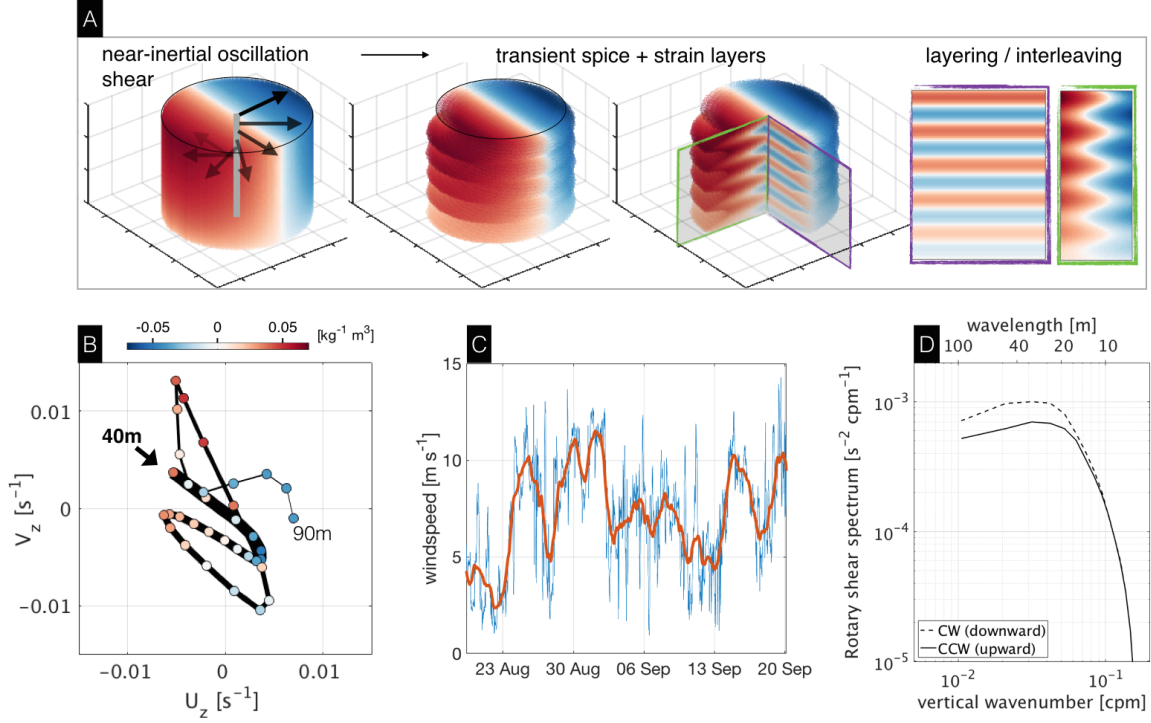 A
near-inertial oscillation
shear
transient spice + strain layers
layering / interleaving
B
-0.05 0 0.05 [kg⁻¹ m³]
V_z [s⁻¹]
0.01
0
-0.01
40m
90m
-0.01 0 0.01
U_z [s⁻¹]
C
windspeed [m s⁻¹]
15
10
5
0
23 Aug 30 Aug 06 Sep 13 Sep 20 Sep
D
wavelength [m]
100 40 20 10
Rotary shear spectrum [s⁻² cpm⁻¹]
10⁻³
10⁻⁴
10⁻⁵
CW (downward)
CCW (upward)
10⁻² 10⁻¹
vertical wavenumber [cpm]